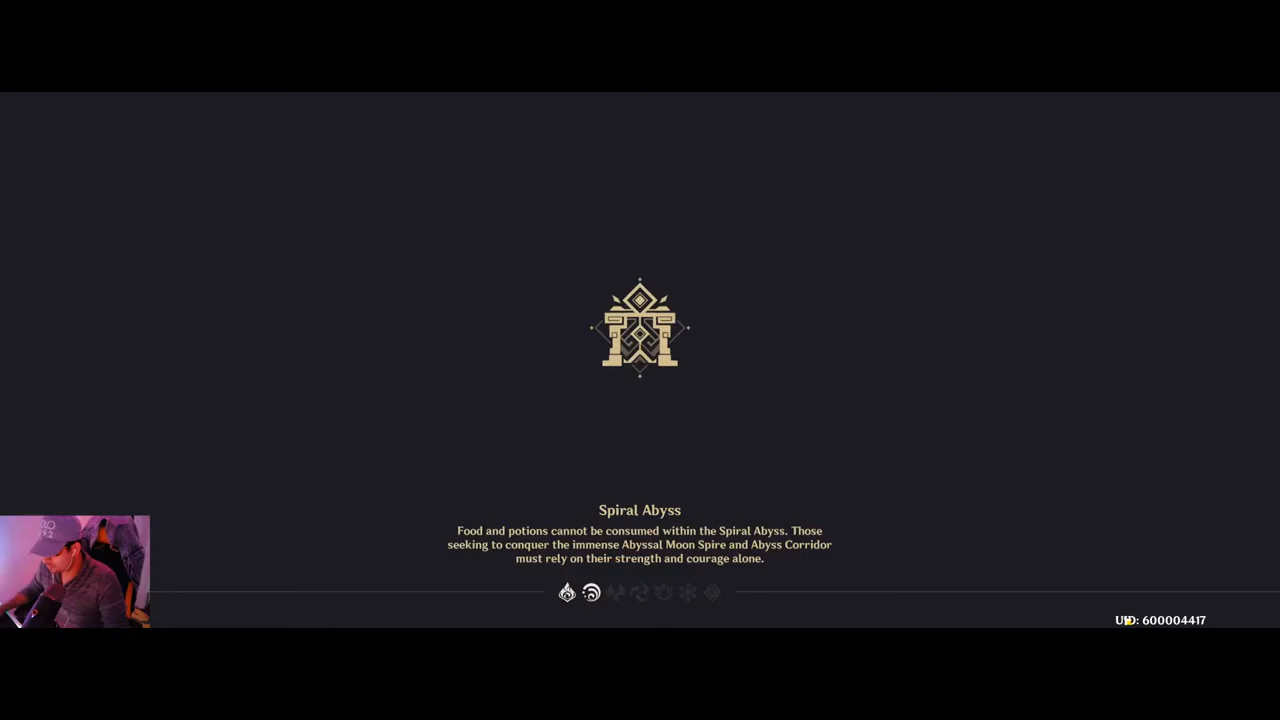 Spiral Abyss
Food and potions cannot be consumed within the Spiral Abyss. Those
seeking to conquer the immense Abyssal Moon Spire and Abyss Corridor
must rely on their strength and courage alone.
UID: 600004417